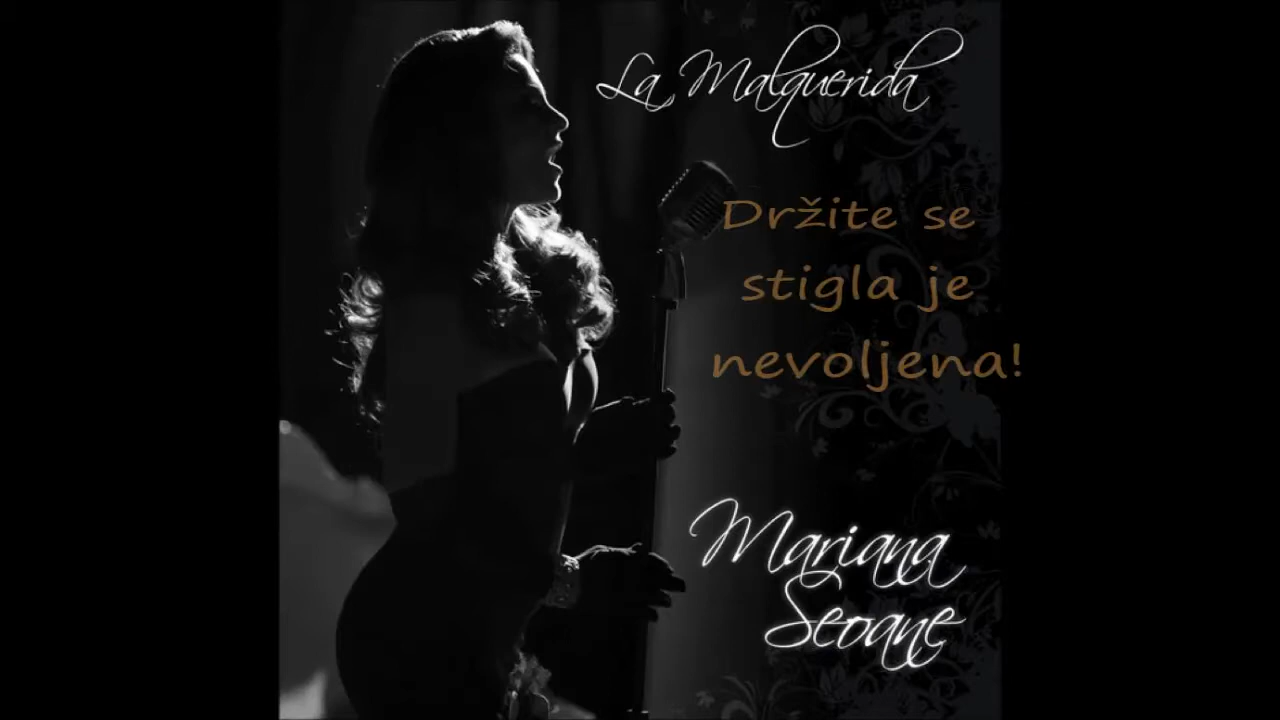 La Malquerida
Držite se
stigla je
nevoljena!
Mariana
Seoane